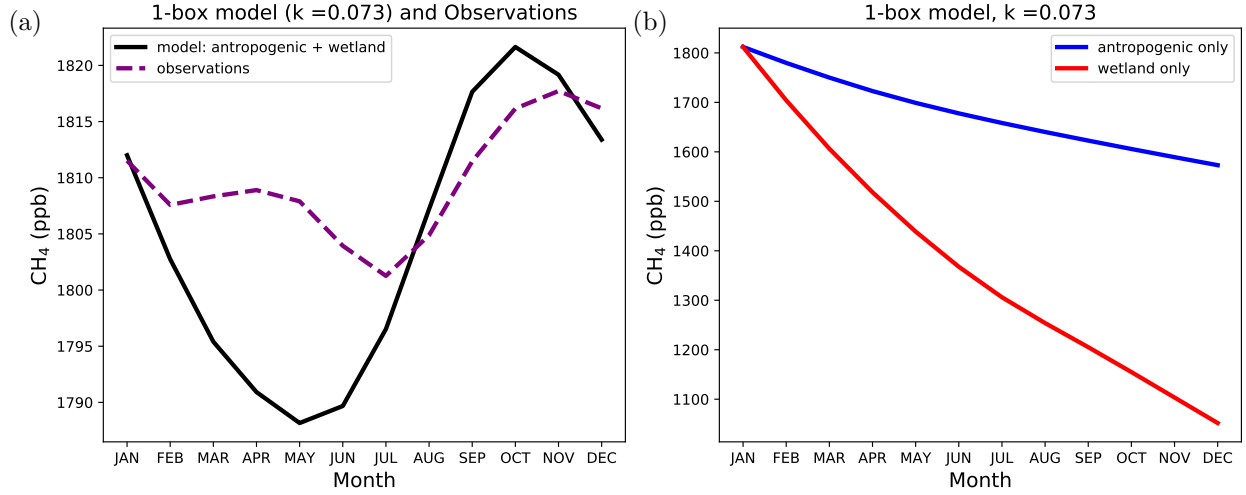 (a)
1-box model (k =0.073) and Observations
model: antropogenic + wetland
observations
CH4 (ppb)
1820
1815
1810
1805
1800
1795
1790
JAN FEB MAR APR MAY JUN JUL AUG SEP OCT NOV DEC
Month
(b)
1-box model, k =0.073
antropogenic only
wetland only
CH4 (ppb)
1800
1700
1600
1500
1400
1300
1200
1100
JAN FEB MAR APR MAY JUN JUL AUG SEP OCT NOV DEC
Month